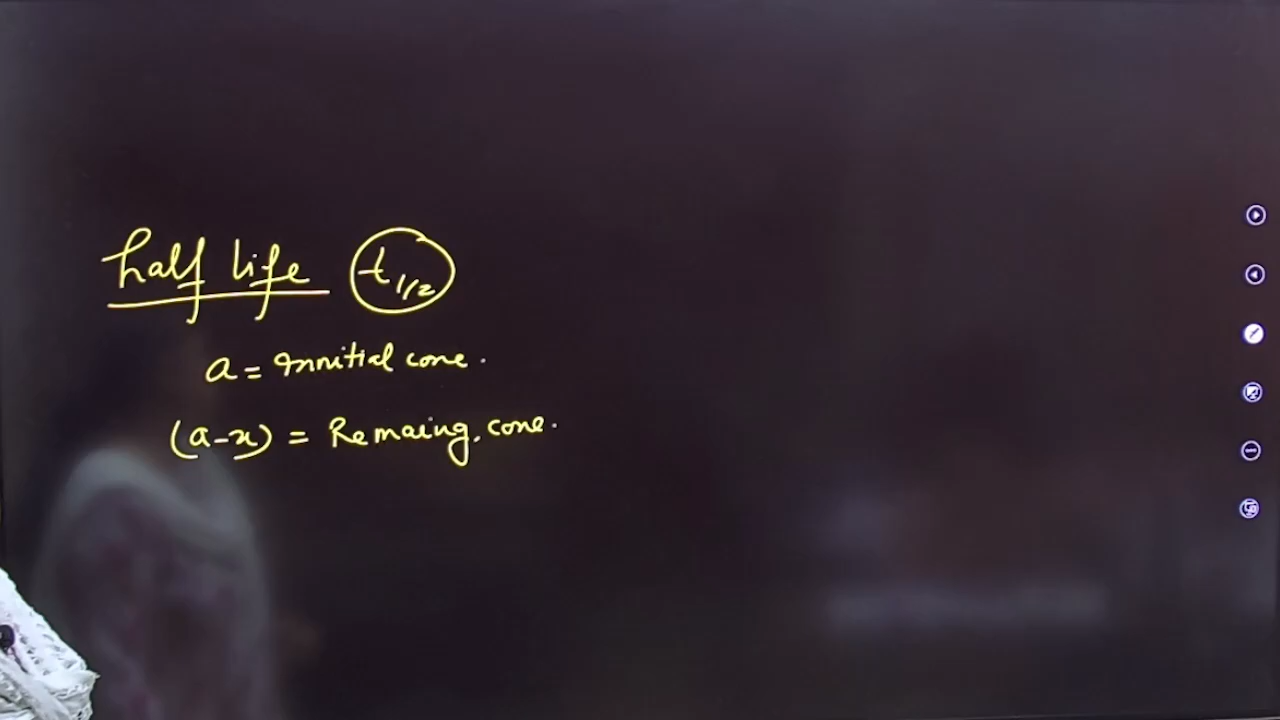 half life t1/2
a = Innitial conc.
(a-x) = Remaing. conc.